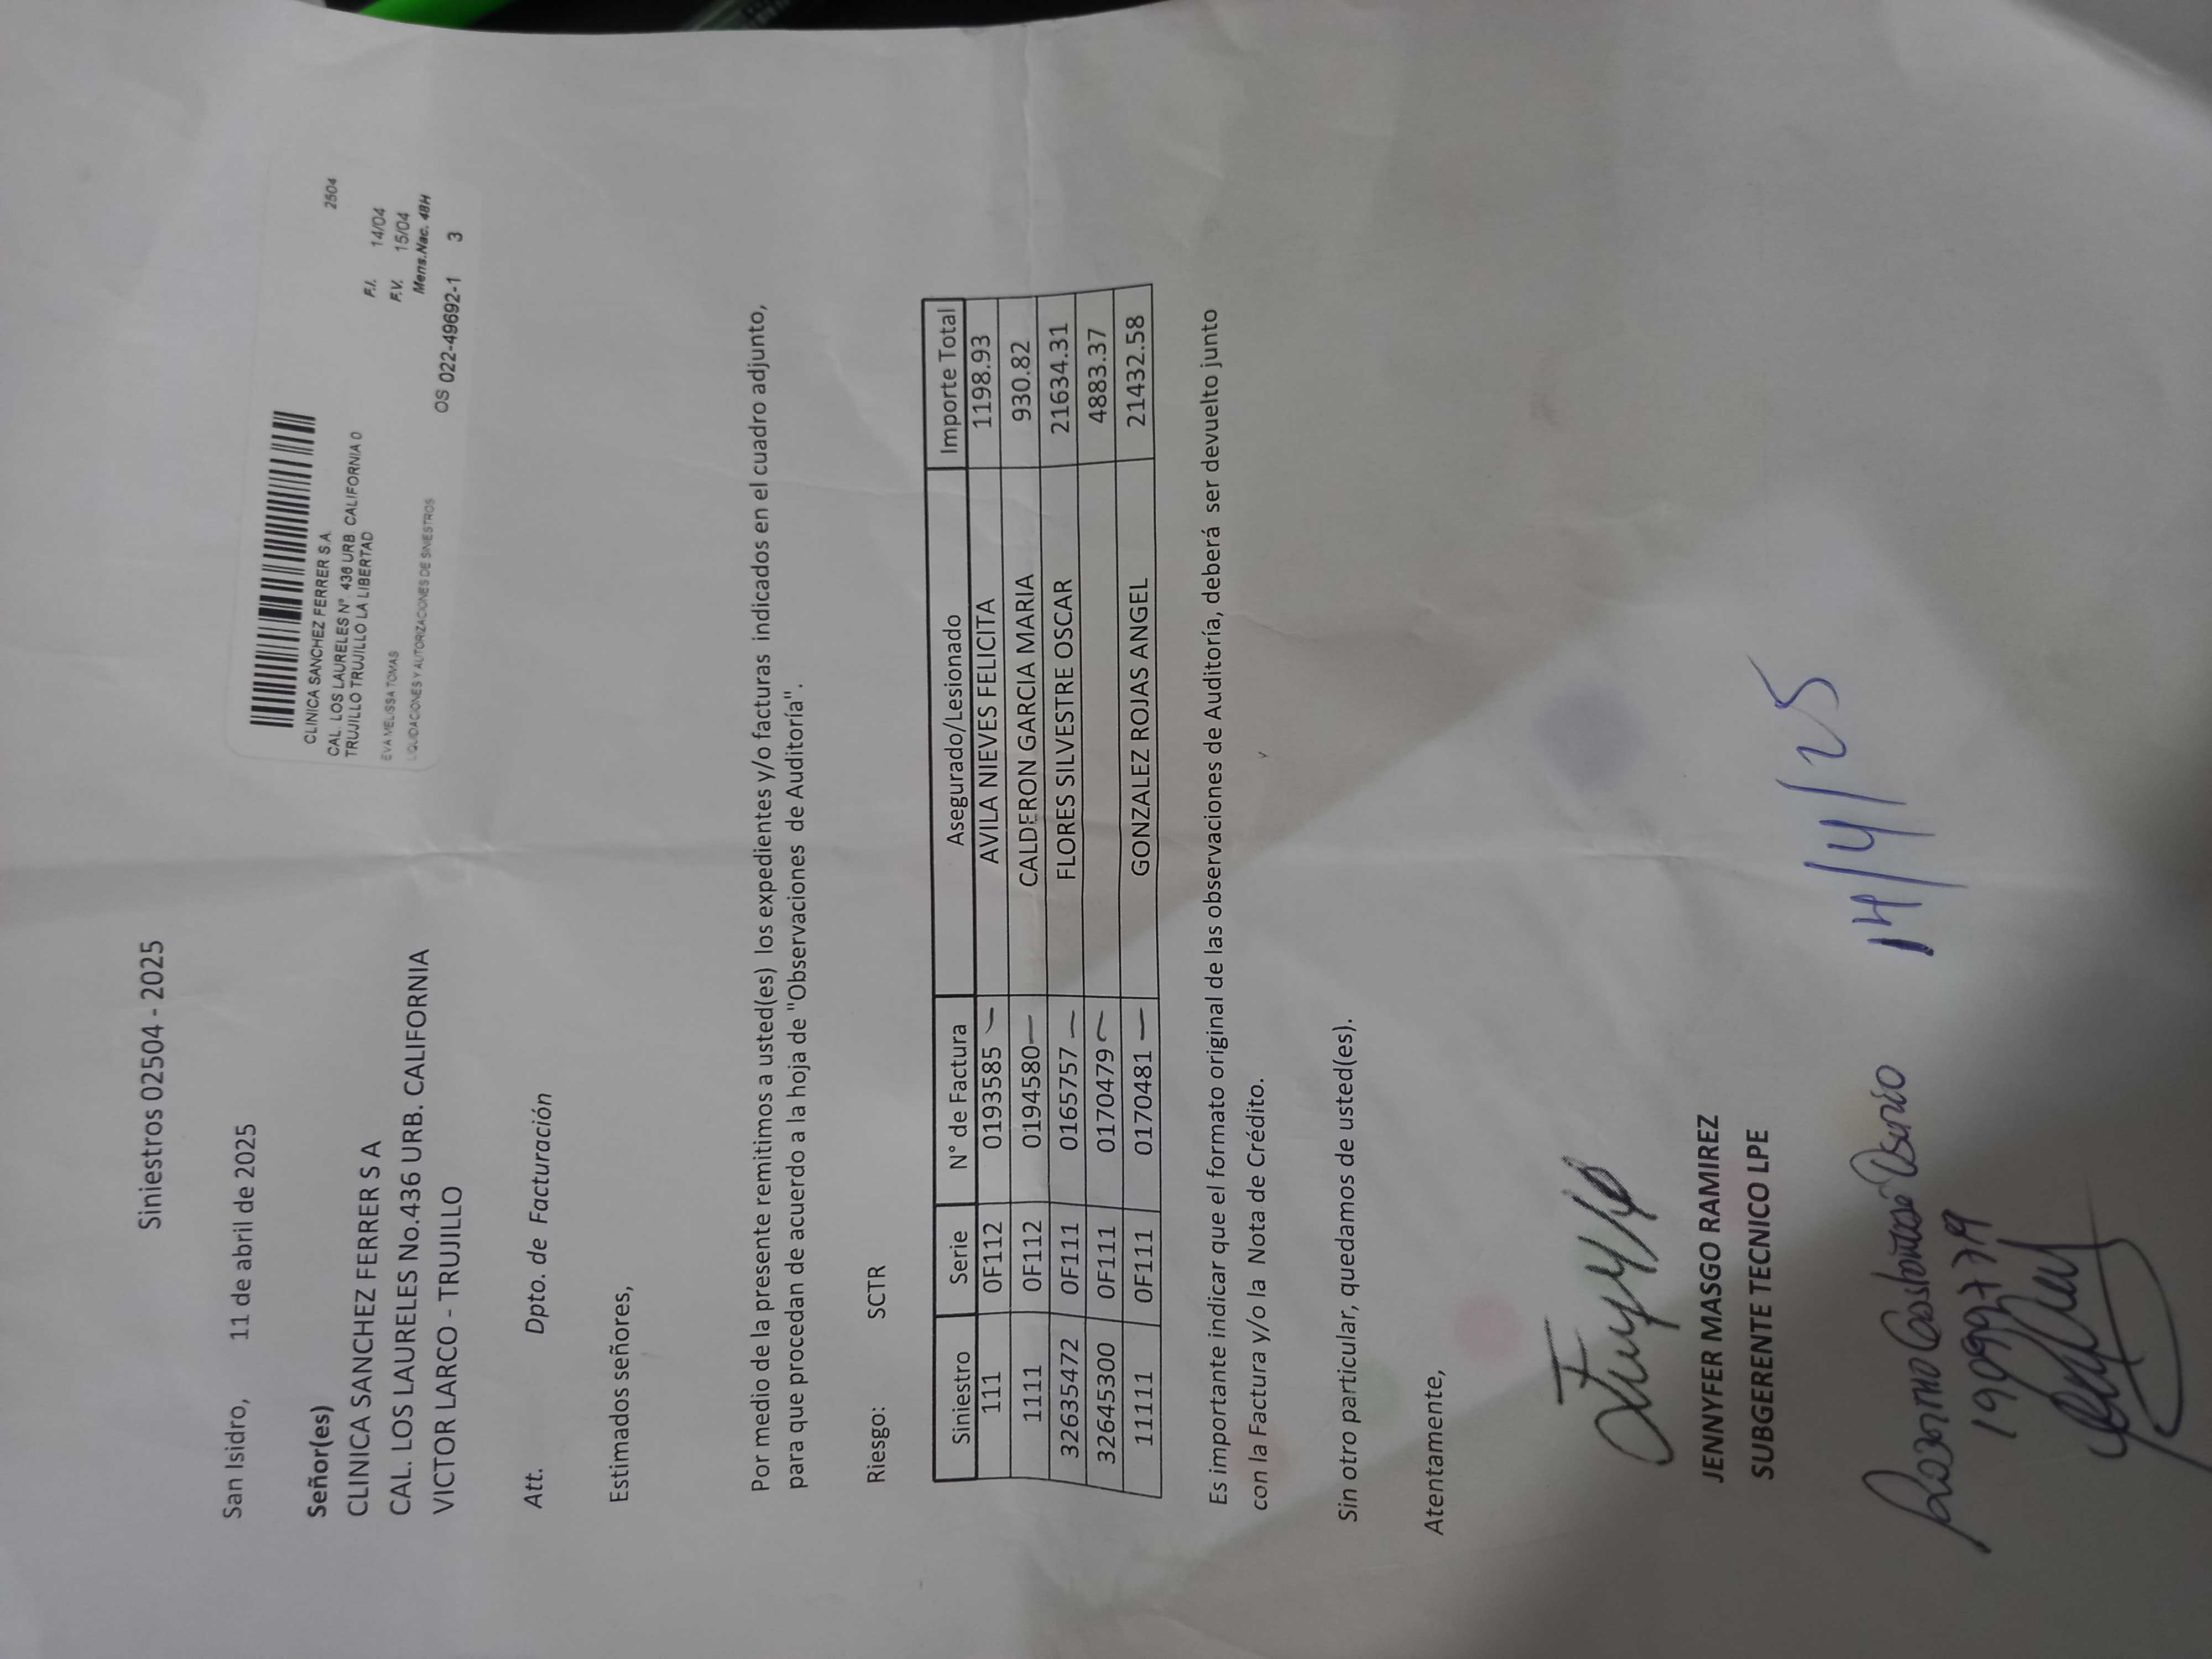 Siniestros 02504 - 2025
San Isidro, 11 de abril de 2025
CLINICA SANCHEZ FERRER S.A.
CAL. LOS LAURELES Nº. 436 URB. CALIFORNIA 0
TRUJILLO TRUJILLO LA LIBERTAD
2504
EVA MELISSA TOMAS
LIQUIDACIONES Y AUTORIZACIONES DE SINIESTROS
F.I. 14/04
F.V. 15/04
Mens.Nac. 48H
OS 022-49692-1 3
Señor(es)
CLINICA SANCHEZ FERRER S A
CAL. LOS LAURELES No.436 URB. CALIFORNIA
VICTOR LARCO - TRUJILLO
Att. Dpto. de Facturación
Estimados señores,
Por medio de la presente remitimos a usted(es) los expedientes y/o facturas indicados en el cuadro adjunto,
para que procedan de acuerdo a la hoja de "Observaciones de Auditoría".
Riesgo: SCTR
Siniestro Serie N° de Factura Asegurado/Lesionado Importe Total
111 0F112 0193585 AVILA NIEVES FELICITA 1198.93
1111 0F112 0194580 CALDERON GARCIA MARIA 930.82
32635472 0F111 0165757 FLORES SILVESTRE OSCAR 21634.31
32645300 0F111 0170479 4883.37
11111 0F111 0170481 GONZALEZ ROJAS ANGEL 21432.58
Es importante indicar que el formato original de las observaciones de Auditoría, deberá ser devuelto junto
con la Factura y/o la Nota de Crédito.
Sin otro particular, quedamos de usted(es).
Atentamente,
JENNYFER MASGO RAMIREZ
SUBGERENTE TECNICO LPE
14/4/25